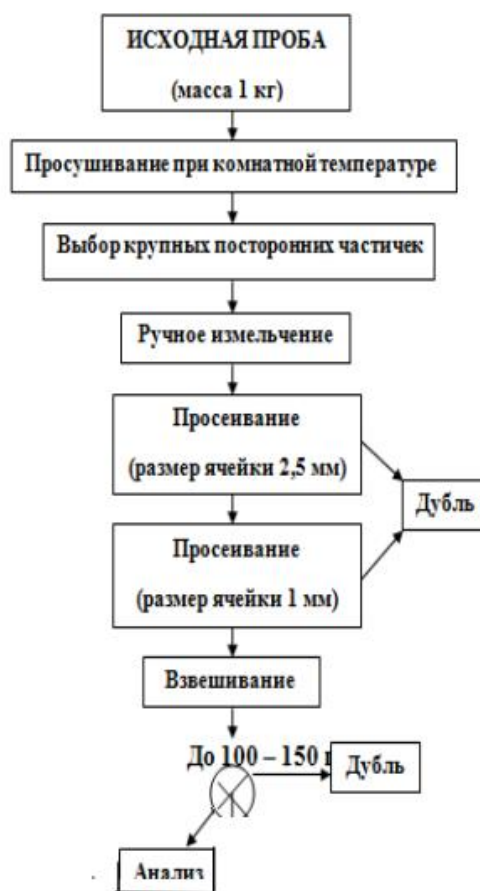 ИСХОДНАЯ ПРОБА
(масса 1 кг)
Просушивание при комнатной температуре
Выбор крупных посторонних частичек
Ручное измельчение
Просеивание
(размер ячейки 2,5 мм)
Дубль
Просеивание
(размер ячейки 1 мм)
Взвешивание
До 100 – 150
Дубль
Анализ